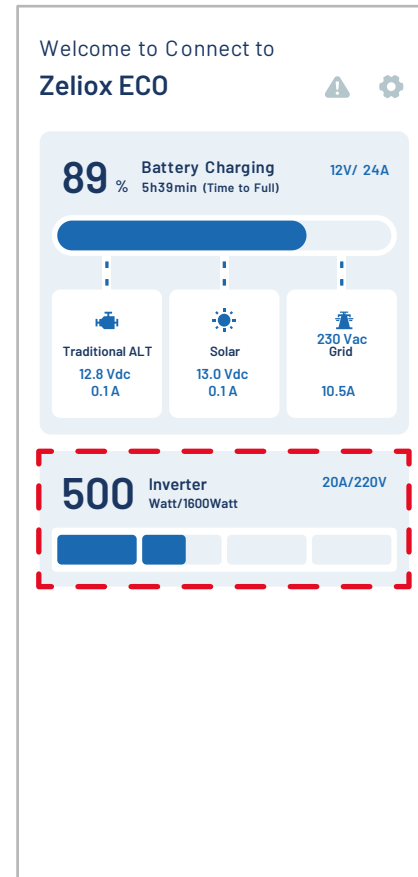 Welcome to Connect to
Zeliox ECO
89 % Battery Charging 12V/ 24A
5h39min (Time to Full)
Traditional ALT
12.8 Vdc
0.1 A
Solar
13.0 Vdc
0.1 A
230 Vac
Grid
10.5A
500 Inverter 20A/220V
Watt/1600Watt